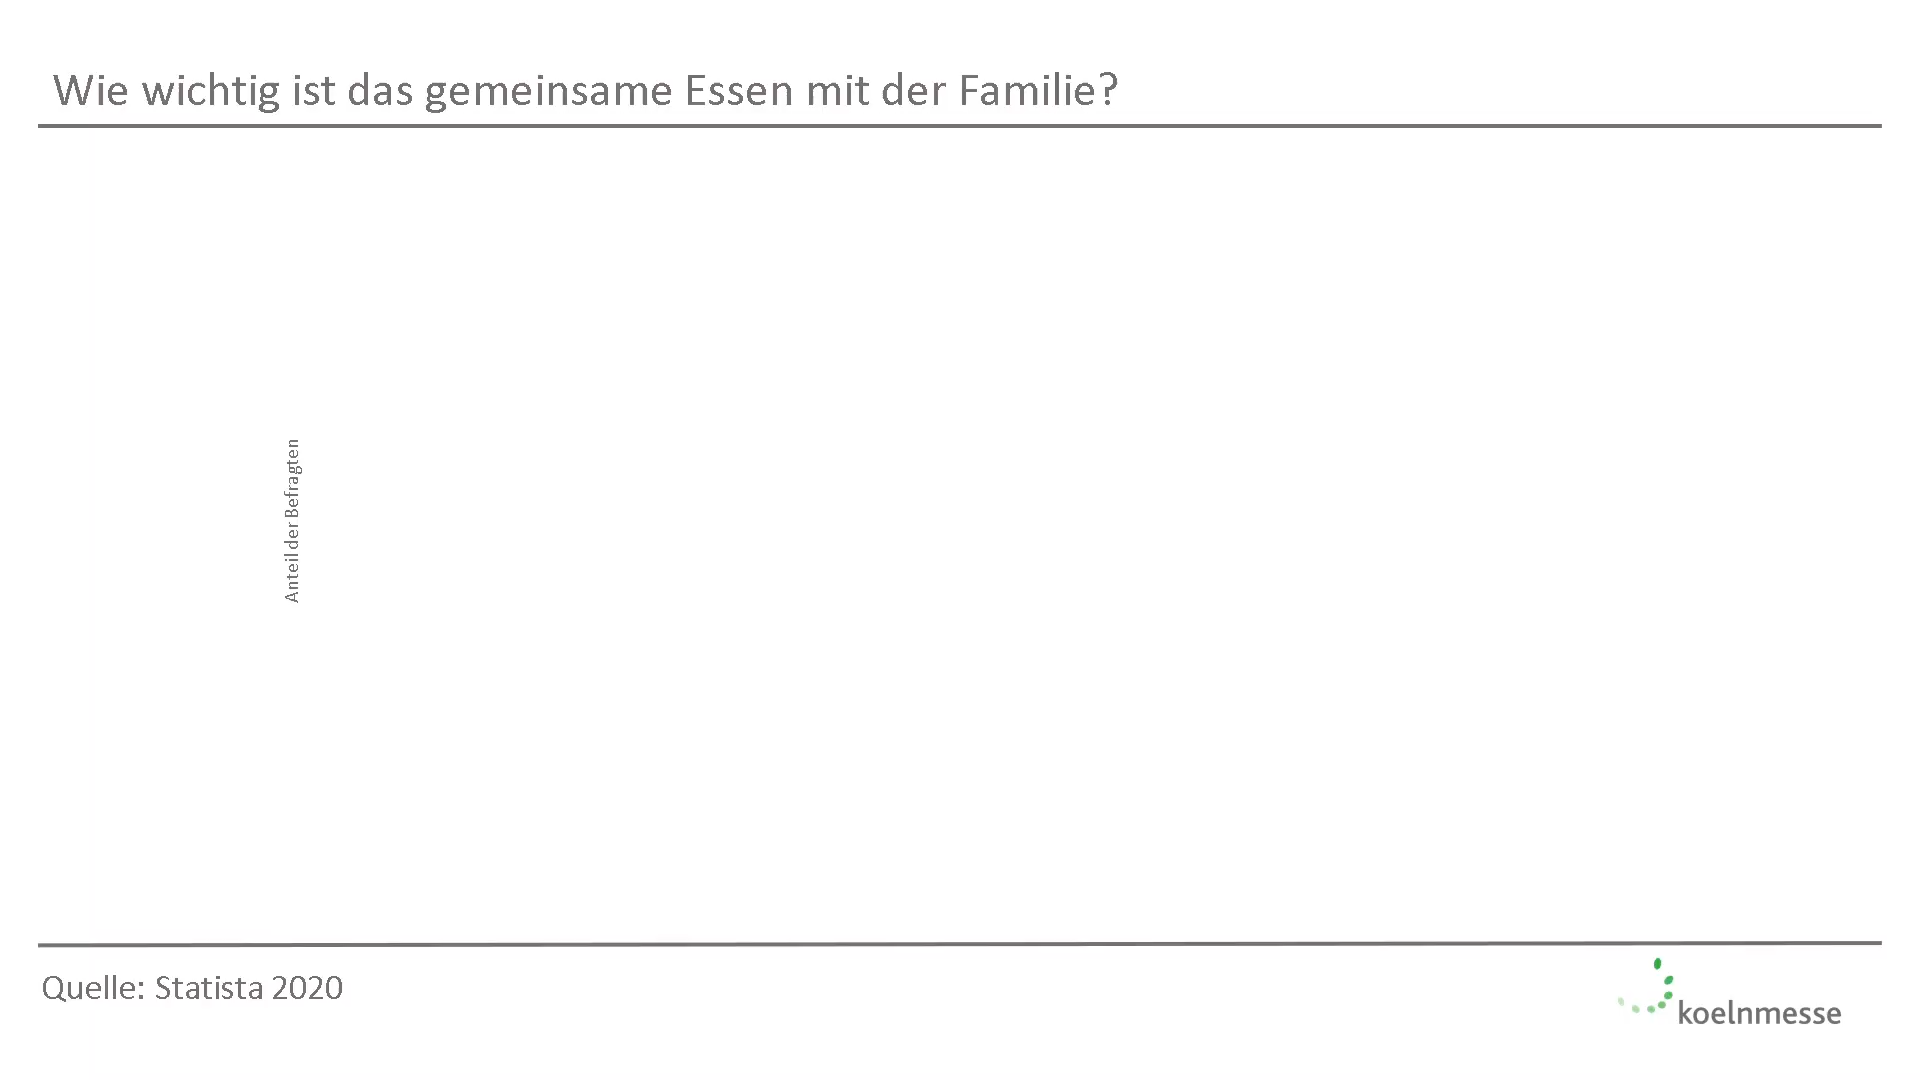 Wie wichtig ist das gemeinsame Essen mit der Familie?
Anteil der Befragten
Quelle: Statista 2020
koelnmesse